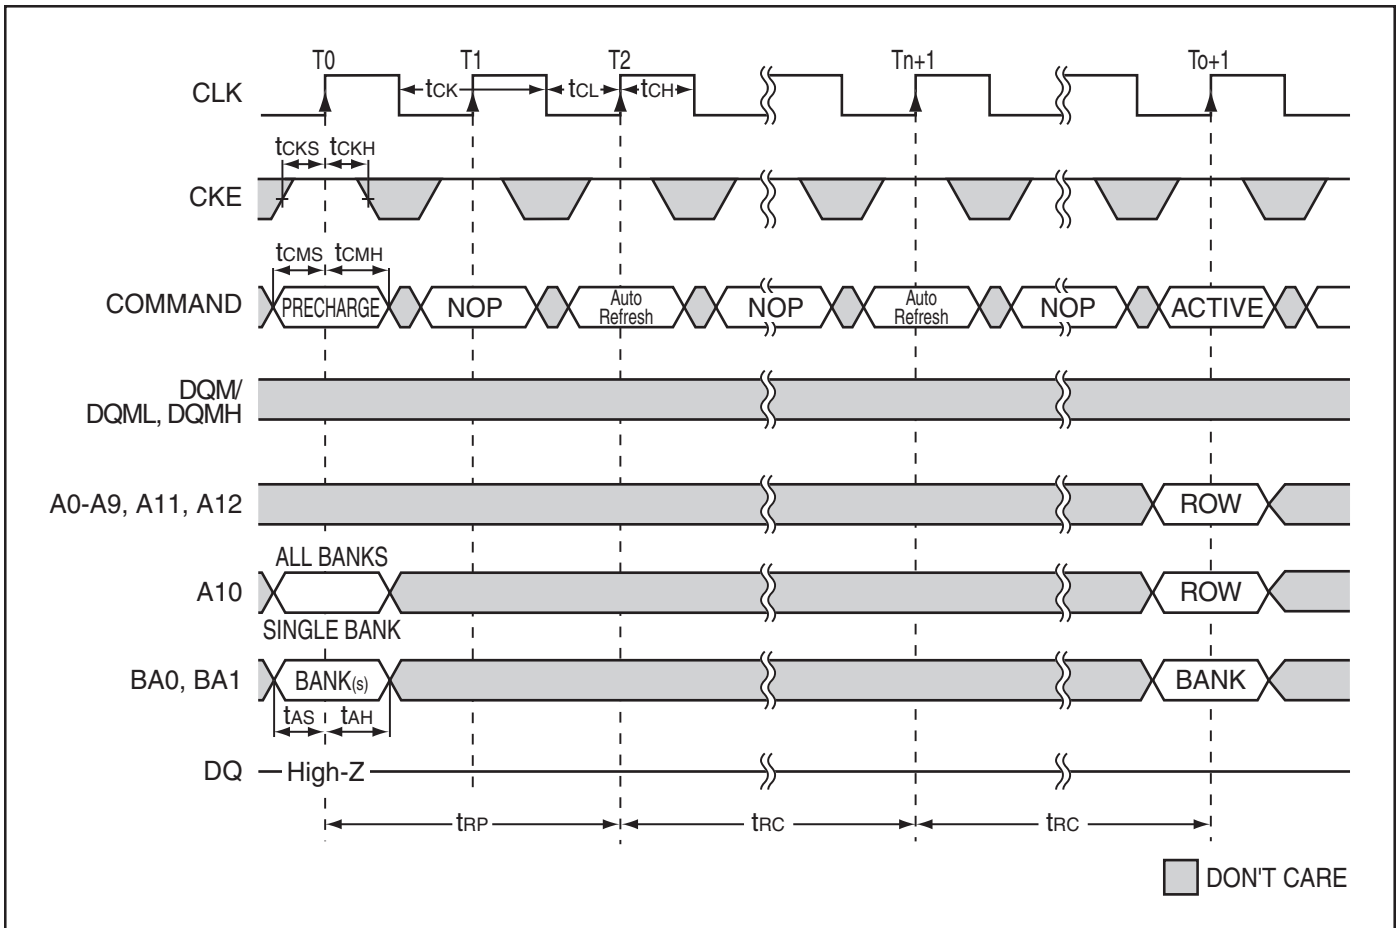 T0 T1 T2 Tn+1 To+1
CLK tCK tCL tCH
tCKS tCKH
CKE
tCMS tCMH
COMMAND PRECHARGE NOP Auto Refresh NOP Auto Refresh NOP ACTIVE
DQM/
DQML, DQMH
A0-A9, A11, A12 ROW
ALL BANKS
A10 ROW
SINGLE BANK
BA0, BA1 BANK(s) BANK
tAS tAH
DQ High-Z
tRP tRC tRC
DON'T CARE